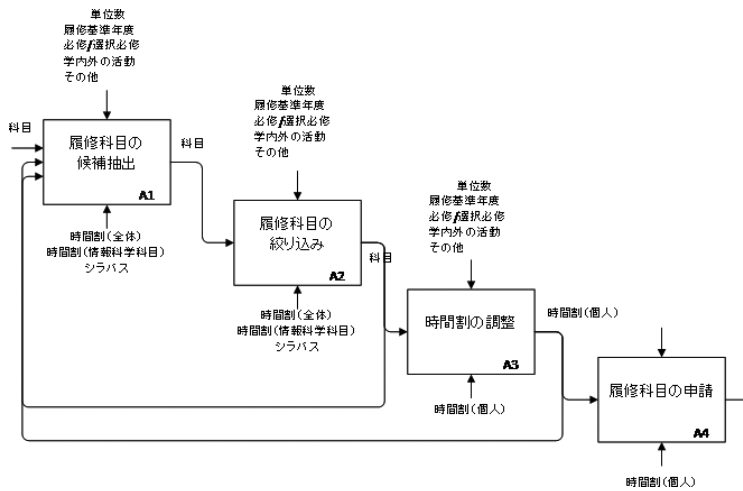 単位数
履修基準年度
必修/選択必修
学内外の活動
その他
科目
履修科目の
候補抽出
A1
時間割(全体)
時間割(情報科学科目)
シラバス
科目
単位数
履修基準年度
必修/選択必修
学内外の活動
その他
履修科目の
絞り込み
A2
時間割(全体)
時間割(情報科学科目)
シラバス
科目
単位数
履修基準年度
必修/選択必修
学内外の活動
その他
時間割の調整
A3
時間割(個人)
時間割(個人)
履修科目の申請
A4
時間割(個人)